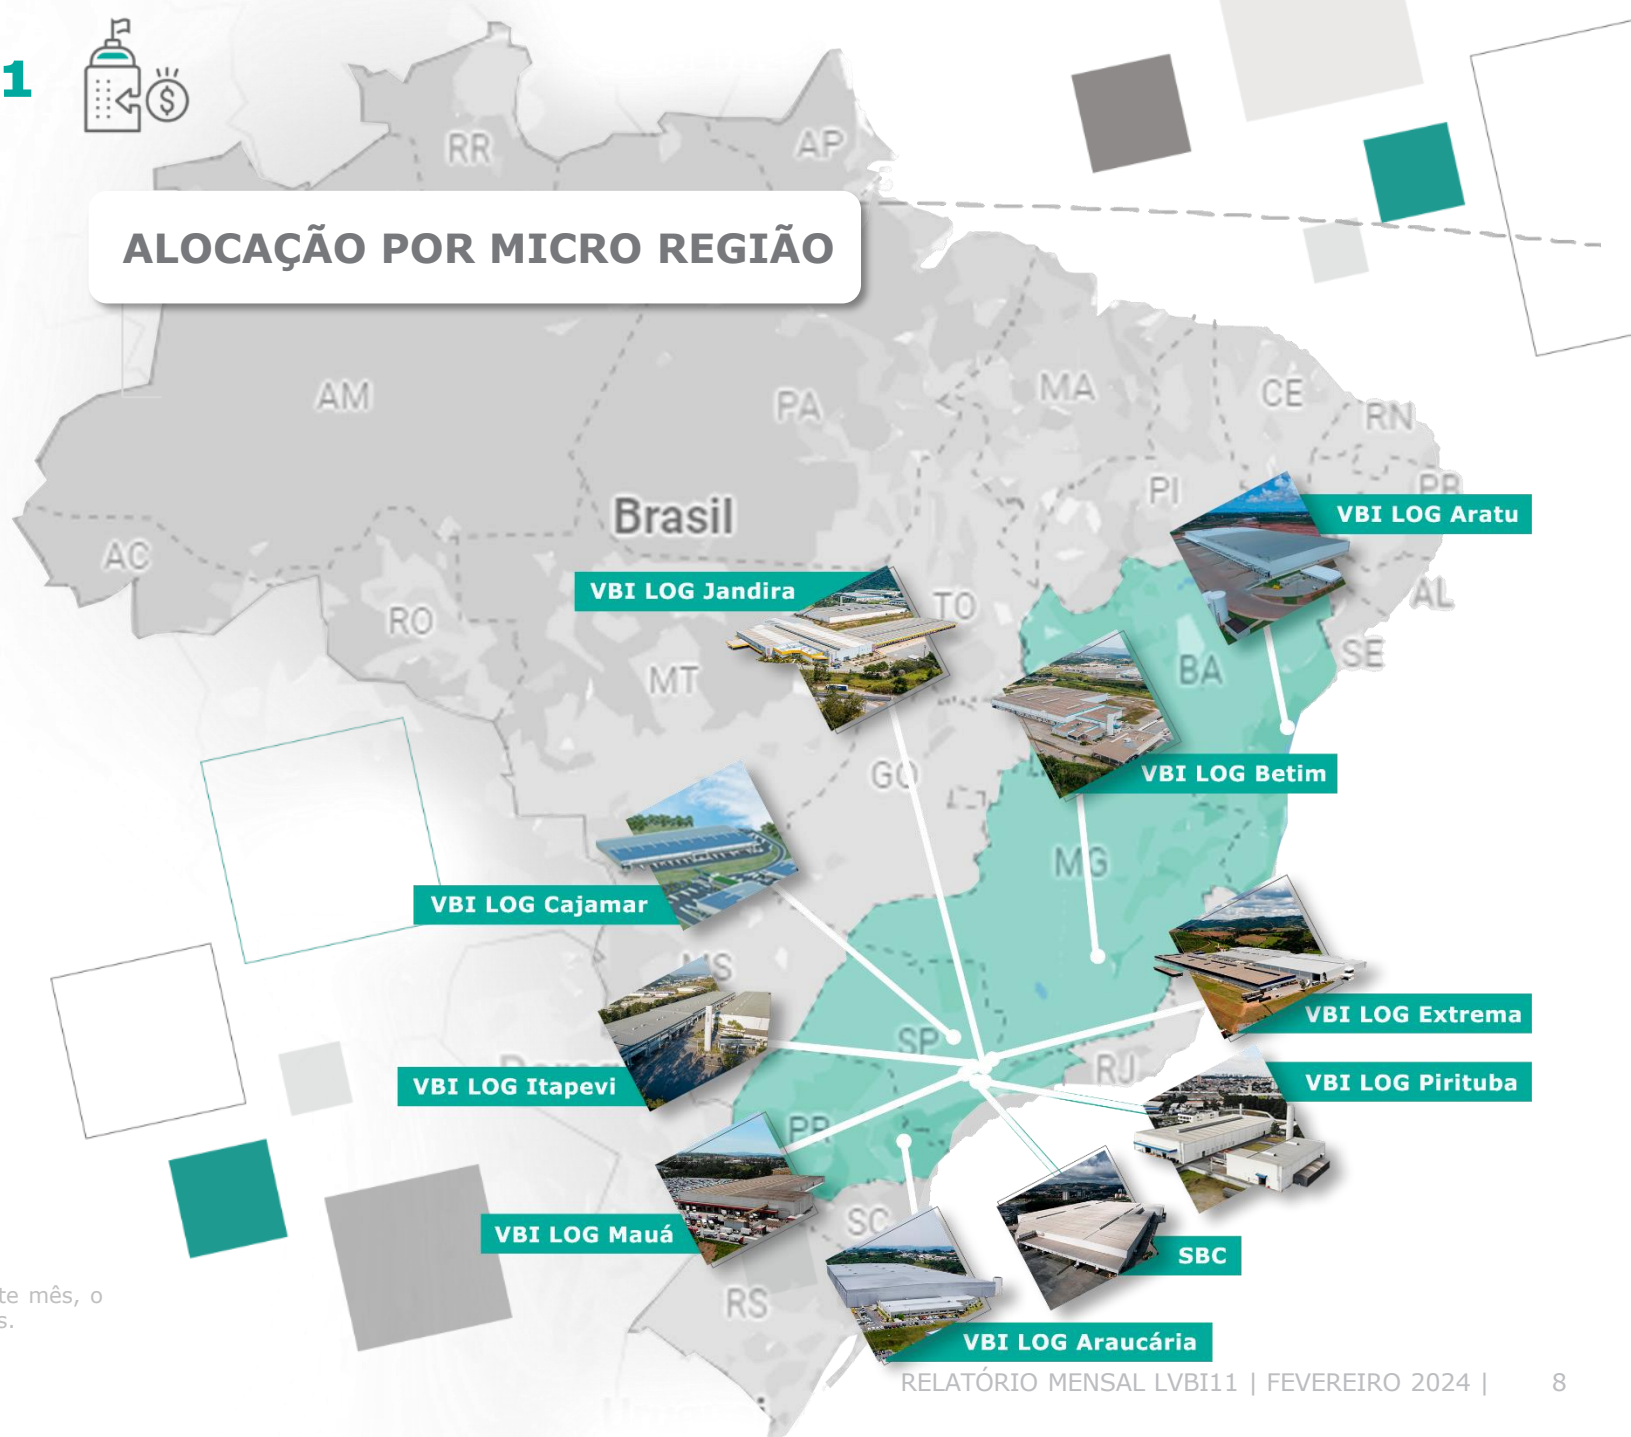 1
RR
AP
ALOCAÇÃO POR MICRO REGIÃO
AM
PA
MA
CE
RN
PI
PB
Brasil
VBI LOG Aratu
AC
VBI LOG Jandira
TO
AL
RO
MT
BA
SE
GO
VBI LOG Betim
MG
VBI LOG Cajamar
MS
VBI LOG Extrema
SP
RJ
VBI LOG Itapevi
VBI LOG Pirituba
PR
VBI LOG Mauá
SC
SBC
te mês, o
s.
RS
VBI LOG Araucária
RELATÓRIO MENSAL LVBI11 | FEVEREIRO 2024 |
8